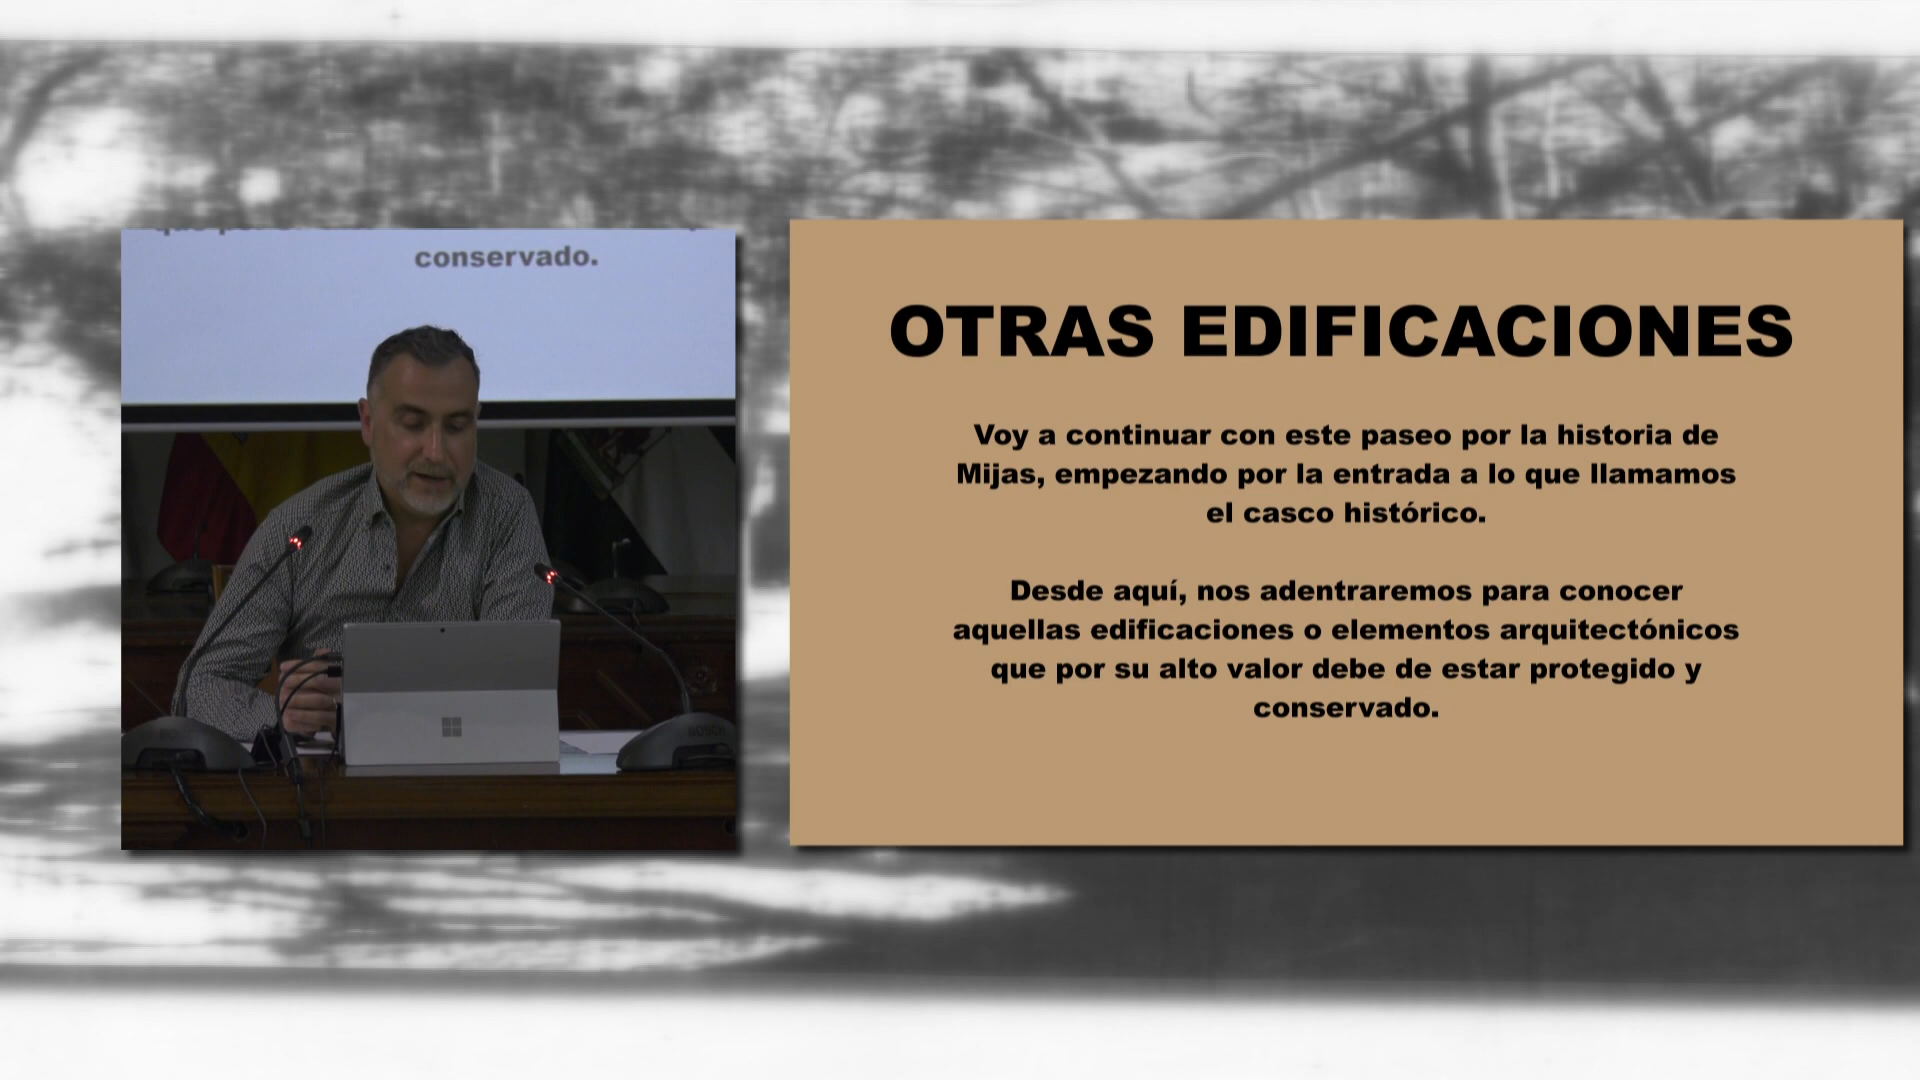 conservado.
OTRAS EDIFICACIONES
Voy a continuar con este paseo por la historia de
Mijas, empezando por la entrada a lo que llamamos
el casco histórico.
Desde aquí, nos adentraremos para conocer
aquellas edificaciones o elementos arquitectónicos
que por su alto valor debe de estar protegido y
conservado.
BOSCH